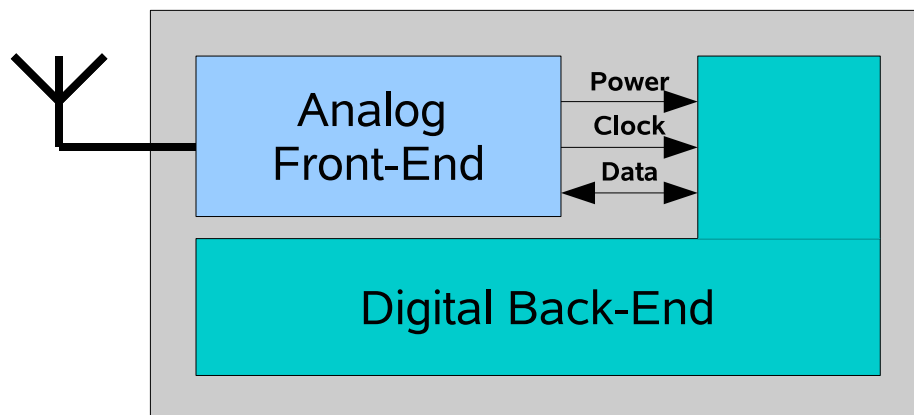 Analog
Front-End
Power
Clock
Data
Digital Back-End